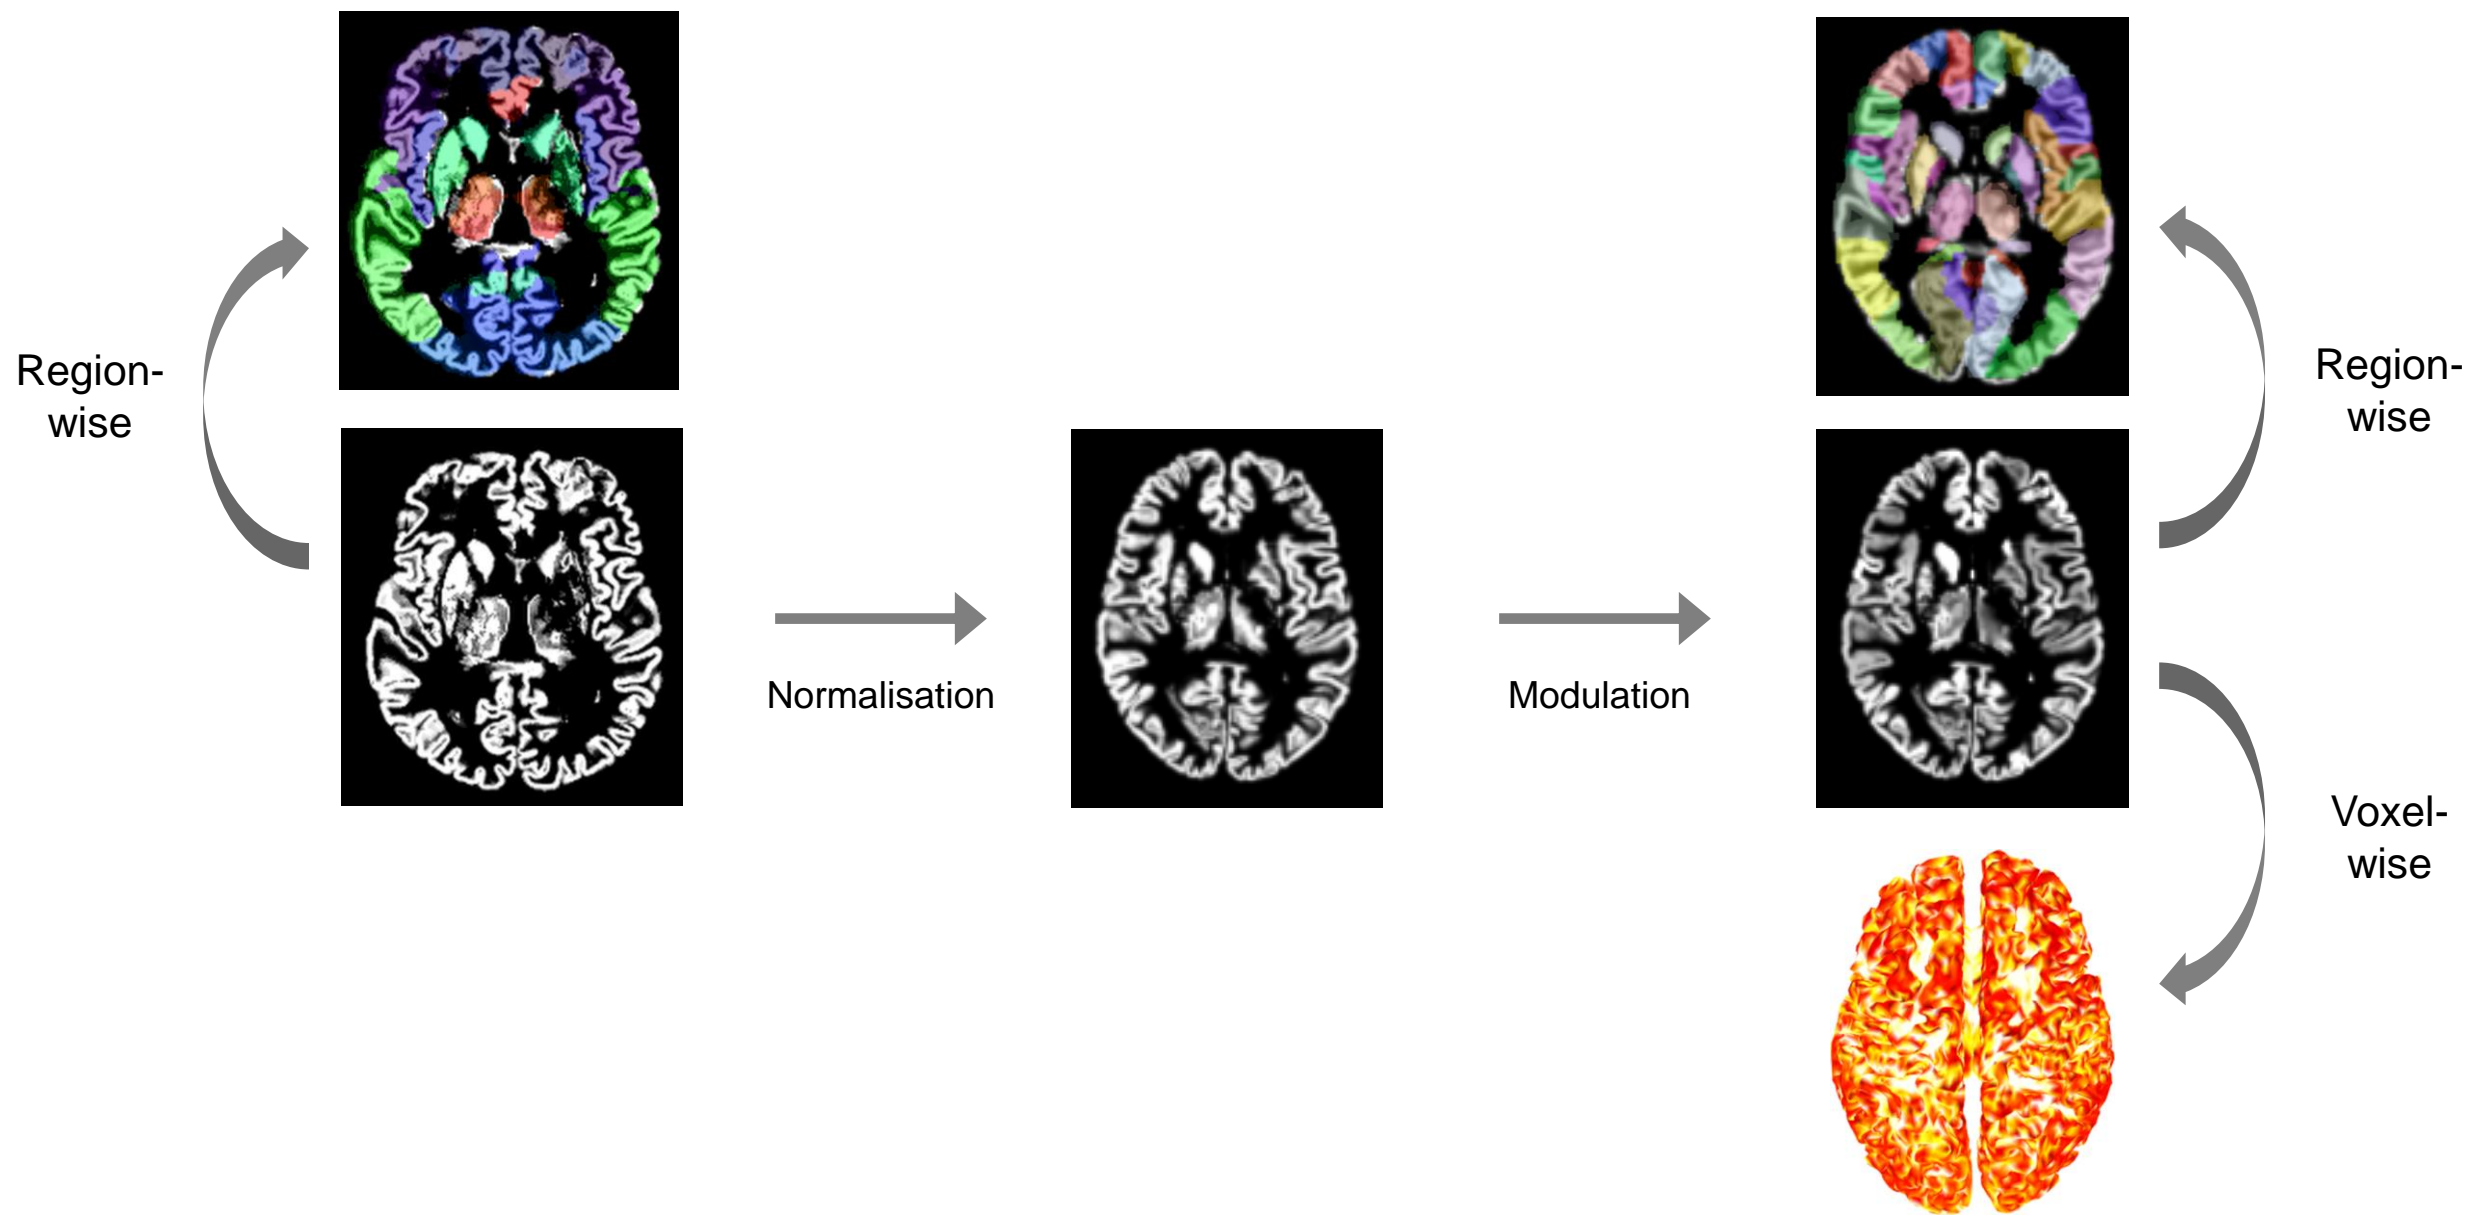 Region-
wise
Normalisation
Modulation
Region-
wise
Voxel-
wise